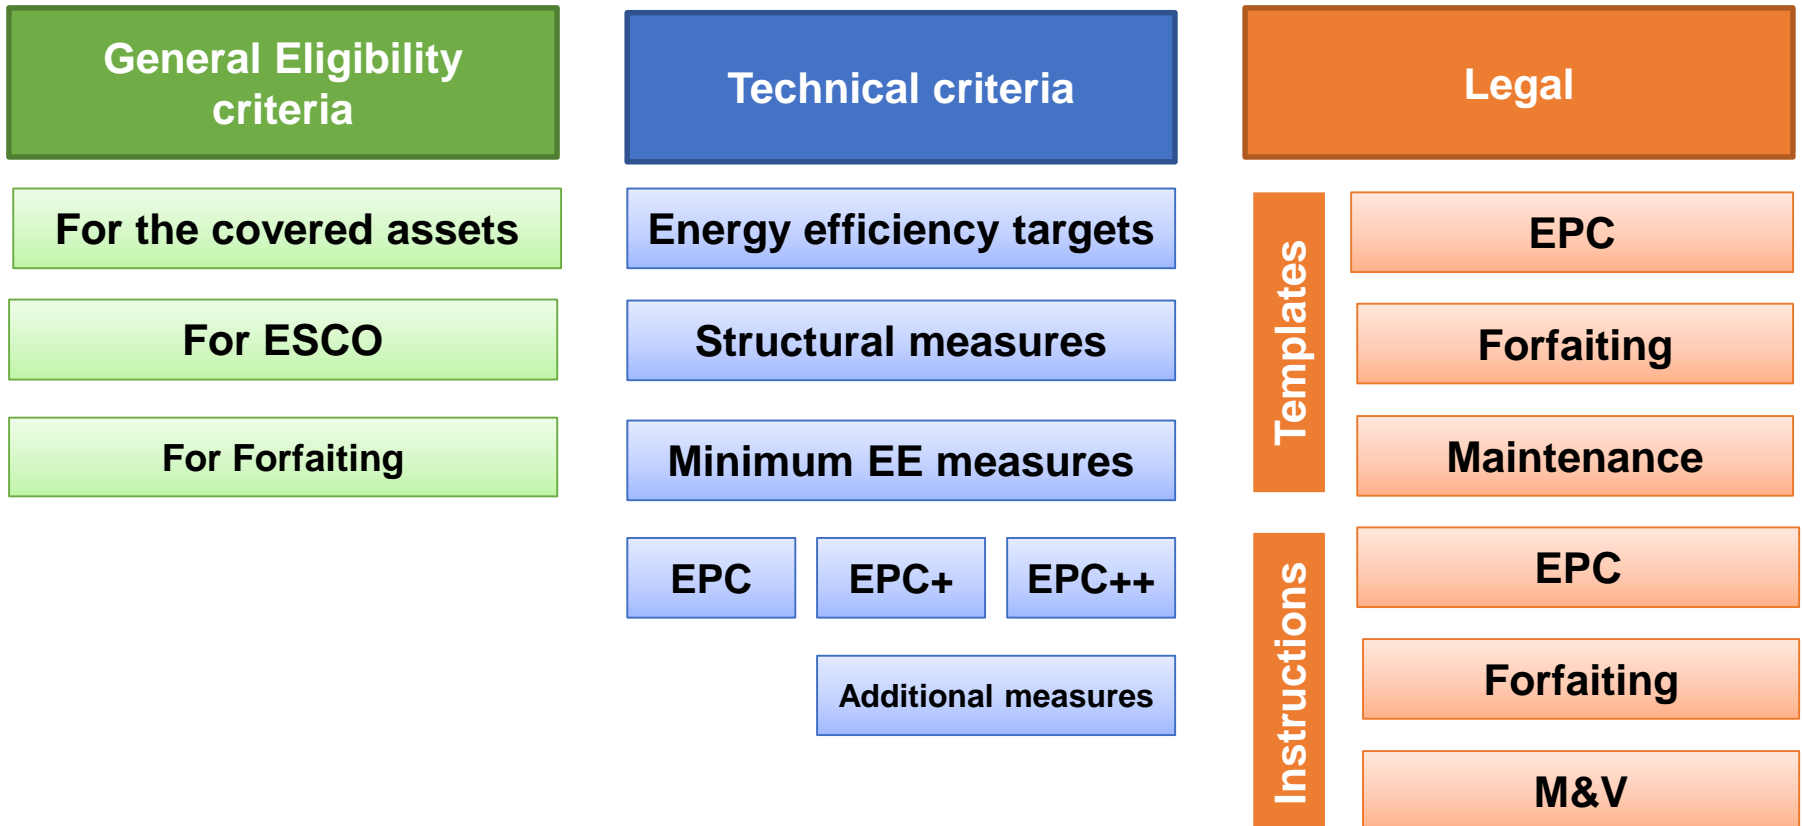 General Eligibility
criteria
For the covered assets
For ESCO
For Forfaiting
Technical criteria
Energy efficiency targets
Structural measures
Minimum EE measures
EPC
EPC+
EPC++
Additional measures
Legal
Templates
EPC
Forfaiting
Maintenance
Instructions
EPC
Forfaiting
M&V